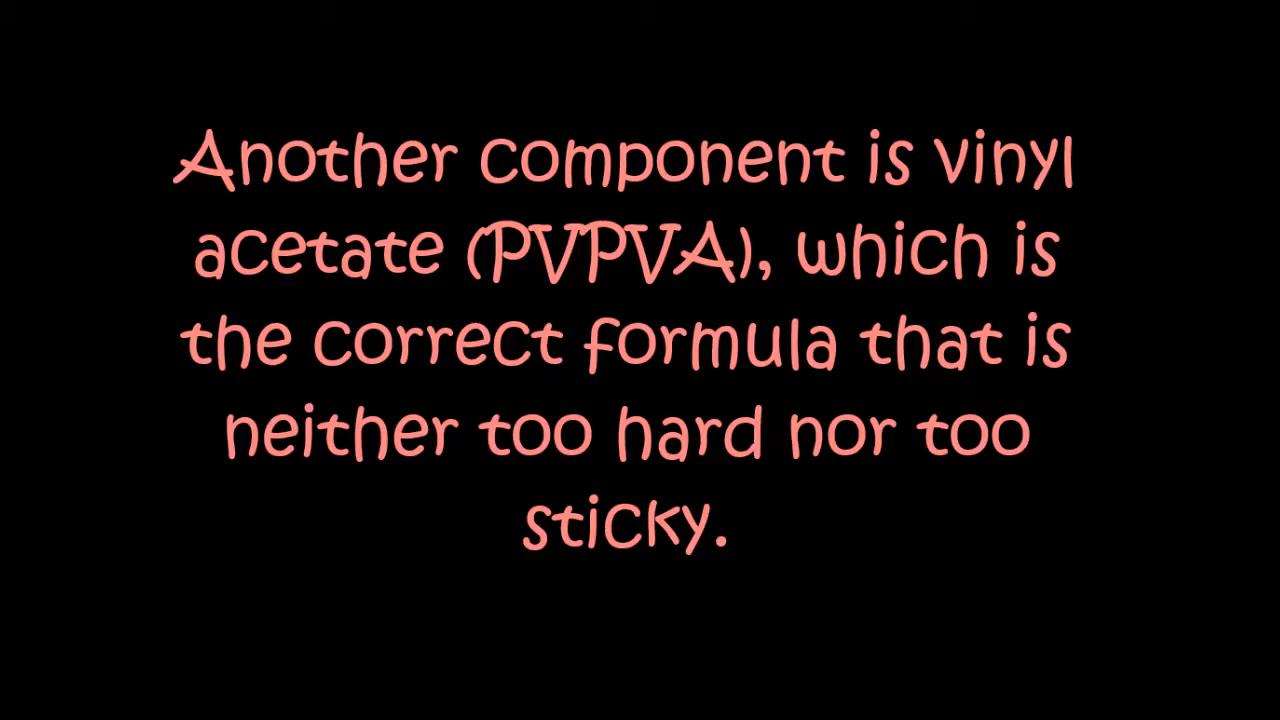 Another component is vinyl
acetate (PVPVA), which is
the correct formula that is
neither too hard nor too
sticky.